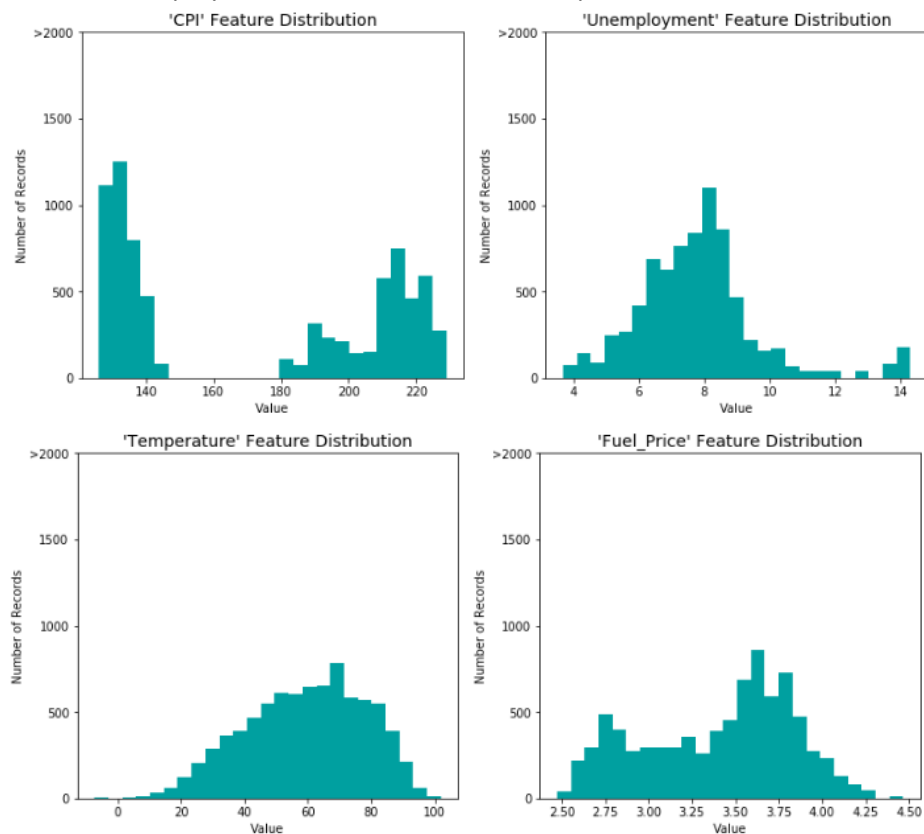 'CPI' Feature Distribution
>2000
1500
1000
500
0
Number of Records
140 160 180 200 220
Value
'Unemployment' Feature Distribution
>2000
1500
1000
500
0
Number of Records
4 6 8 10 12 14
Value
'Temperature' Feature Distribution
>2000
1500
1000
500
0
Number of Records
0 20 40 60 80 100
Value
'Fuel_Price' Feature Distribution
>2000
1500
1000
500
0
Number of Records
2.50 2.75 3.00 3.25 3.50 3.75 4.00 4.25 4.50
Value